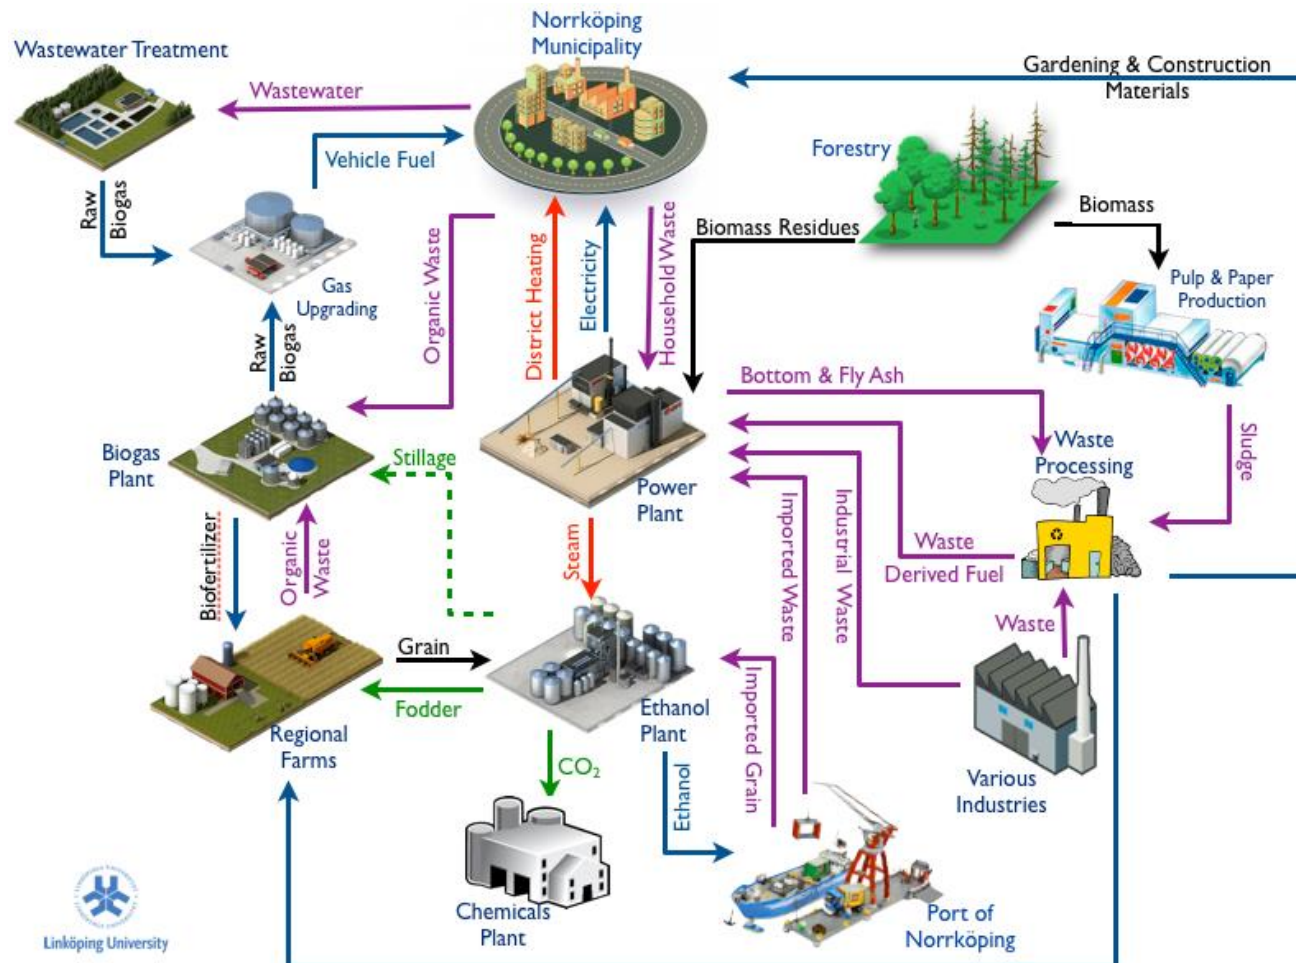 Norrköping
Municipality
Wastewater Treatment
Wastewater
Gardening & Construction
Materials
Forestry
Vehicle Fuel
Raw
Biogas
Biomass
Biomass Residues
Organic Waste
District Heating
Electricity
Household Waste
Gas
Upgrading
Pulp & Paper
Production
Raw
Biogas
Bottom & Fly Ash
Sludge
Waste
Processing
Biogas
Plant
Stillage
Power
Plant
Imported Waste
Industrial Waste
Waste
Derived Fuel
Biofertilizer
Organic
Waste
Steam
Waste
Grain
Fodder
Imported Grain
Ethanol
Plant
Regional
Farms
CO₂
Ethanol
Various
Industries
Chemicals
Plant
Port of
Norrköping
Linköping University